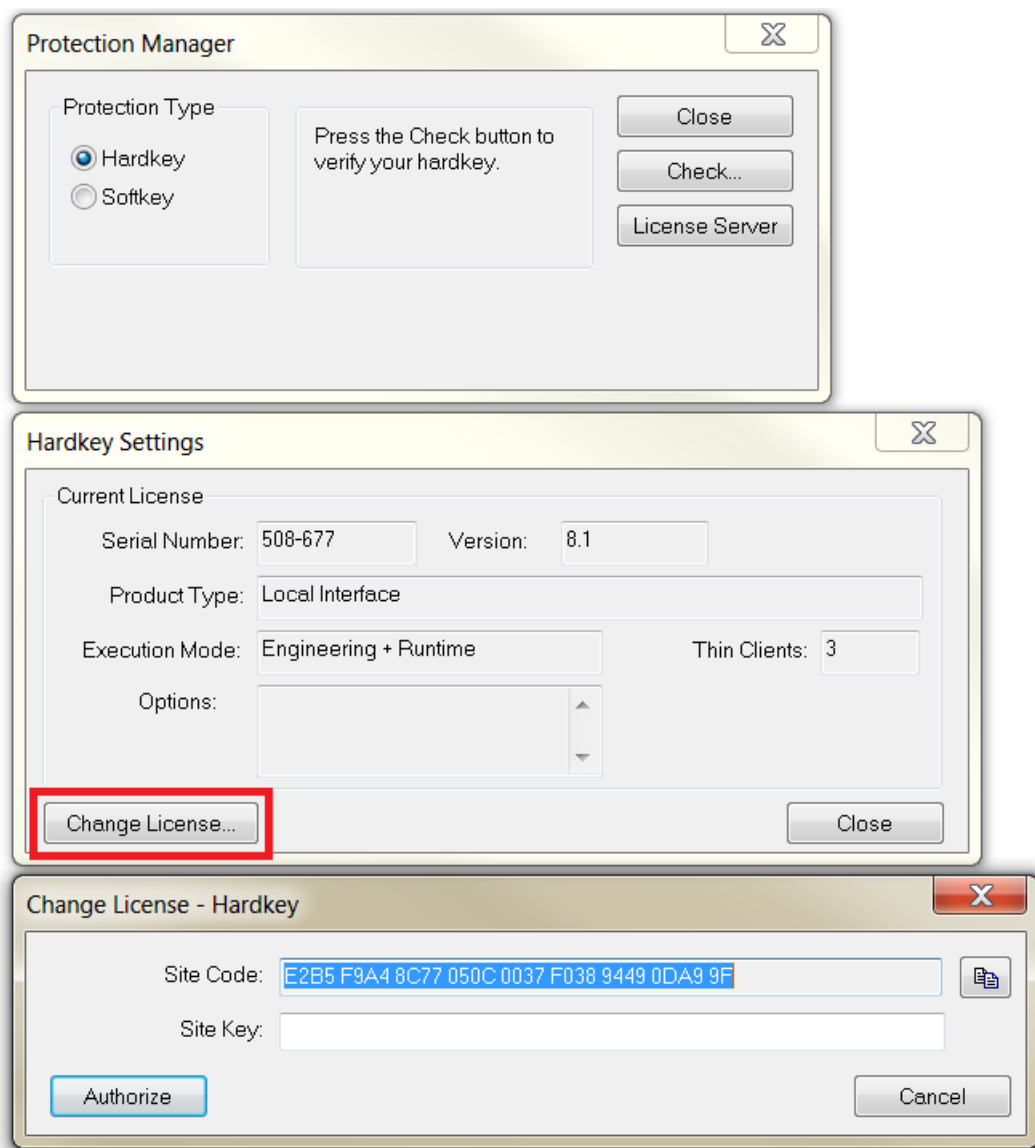 Protection Manager
Protection Type
Hardkey
Softkey
Press the Check button to
verify your hardkey.
Close
Check...
License Server
Hardkey Settings
Current License
Serial Number: 508-677 Version: 8.1
Product Type: Local Interface
Execution Mode: Engineering + Runtime Thin Clients: 3
Options:
Change License... Close
Change License - Hardkey
Site Code: E2B5 F9A4 8C77 050C 0037 F038 9449 0DA9 9F
Site Key:
Authorize Cancel